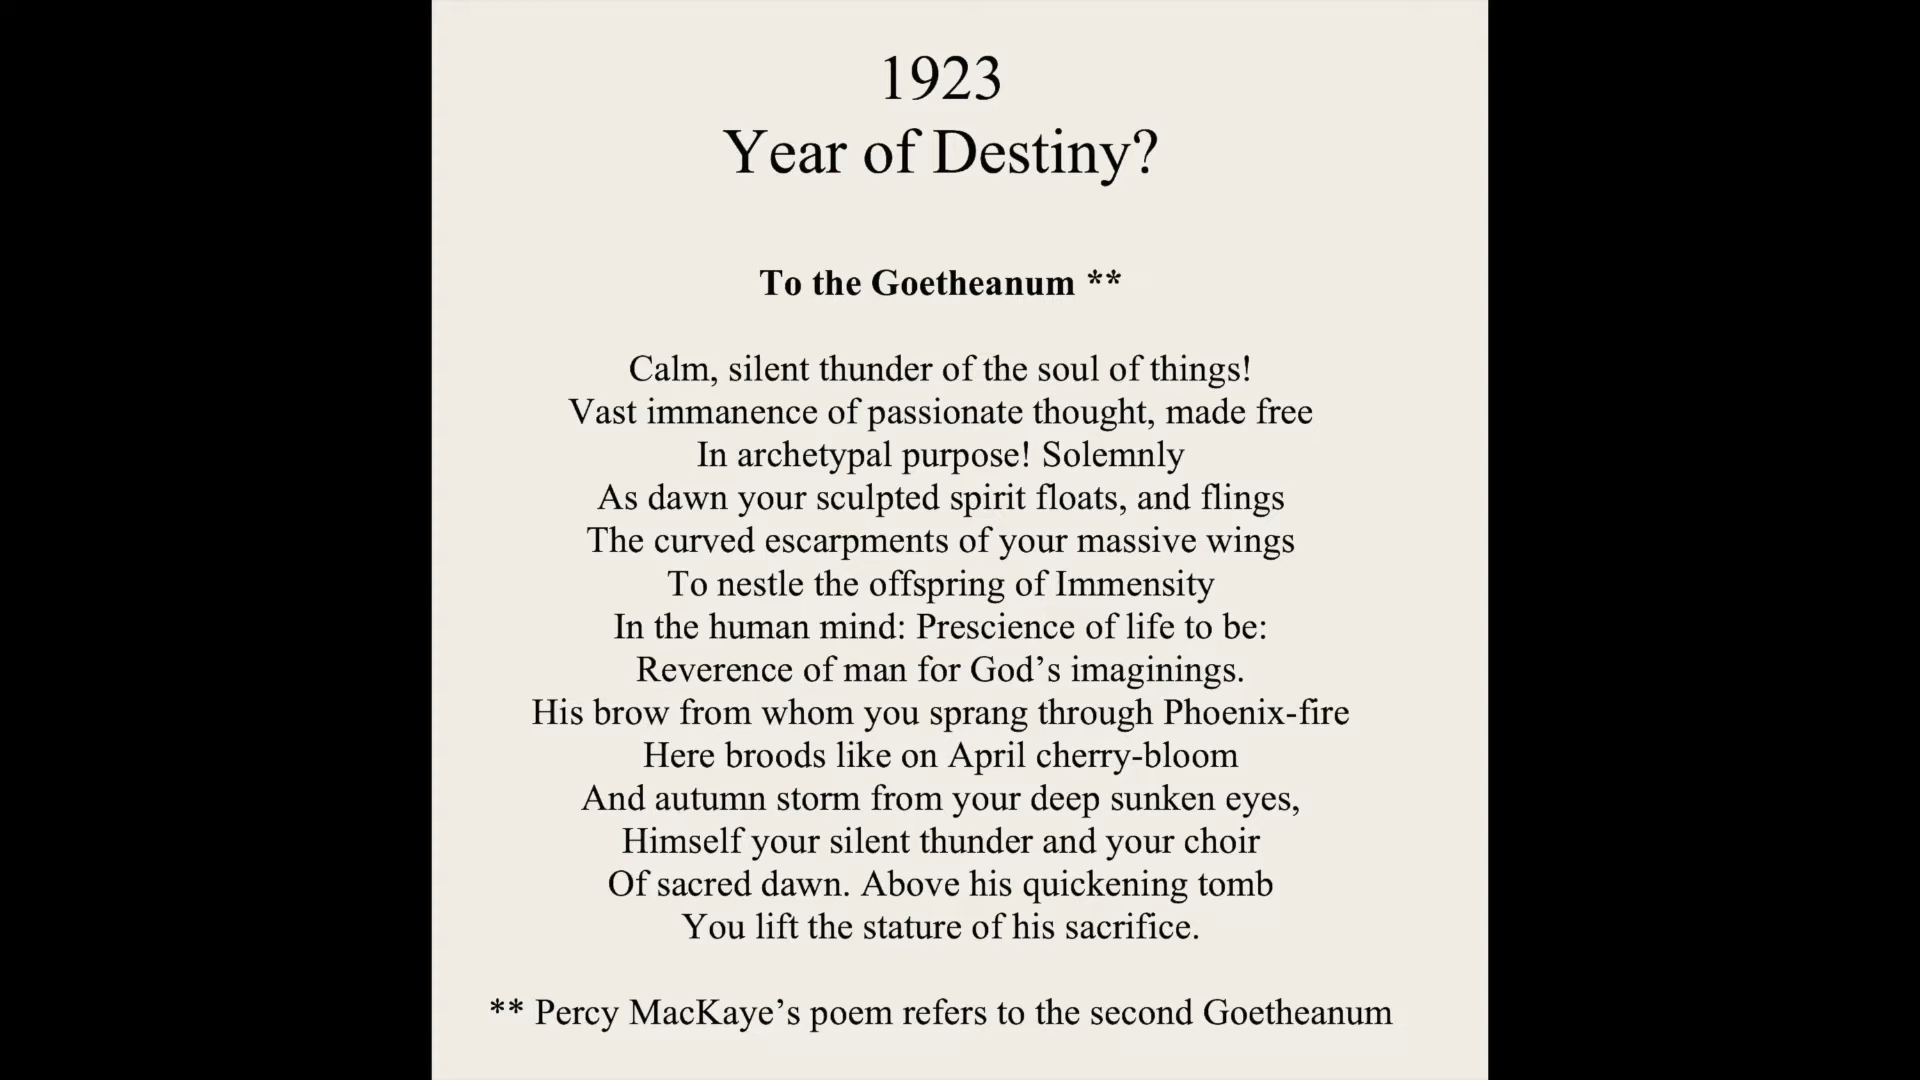 1923
Year of Destiny?
To the Goetheanum **
Calm, silent thunder of the soul of things!
Vast immanence of passionate thought, made free
In archetypal purpose! Solemnly
As dawn your sculpted spirit floats, and flings
The curved escarpments of your massive wings
To nestle the offspring of Immensity
In the human mind: Prescience of life to be:
Reverence of man for God’s imaginings.
His brow from whom you sprang through Phoenix-fire
Here broods like on April cherry-bloom
And autumn storm from your deep sunken eyes,
Himself your silent thunder and your choir
Of sacred dawn. Above his quickening tomb
You lift the stature of his sacrifice.
** Percy MacKaye’s poem refers to the second Goetheanum